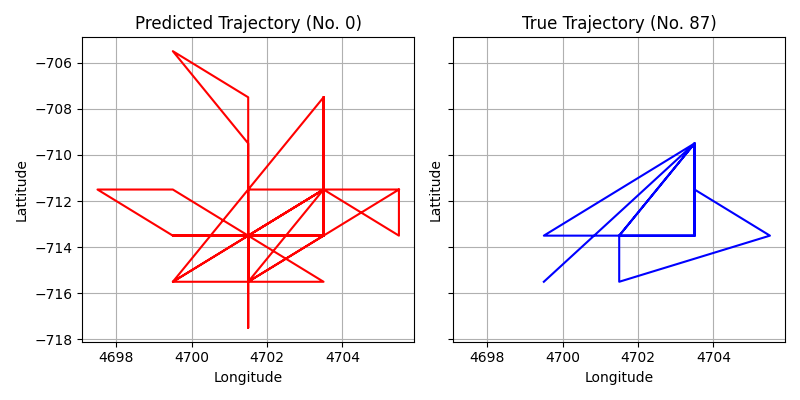 Predicted Trajectory (No. 0)
True Trajectory (No. 87)
Lattitude
−706
−708
−710
−712
−714
−716
−718
4698
4700
4702
4704
Longitude
Lattitude
4698
4700
4702
4704
Longitude